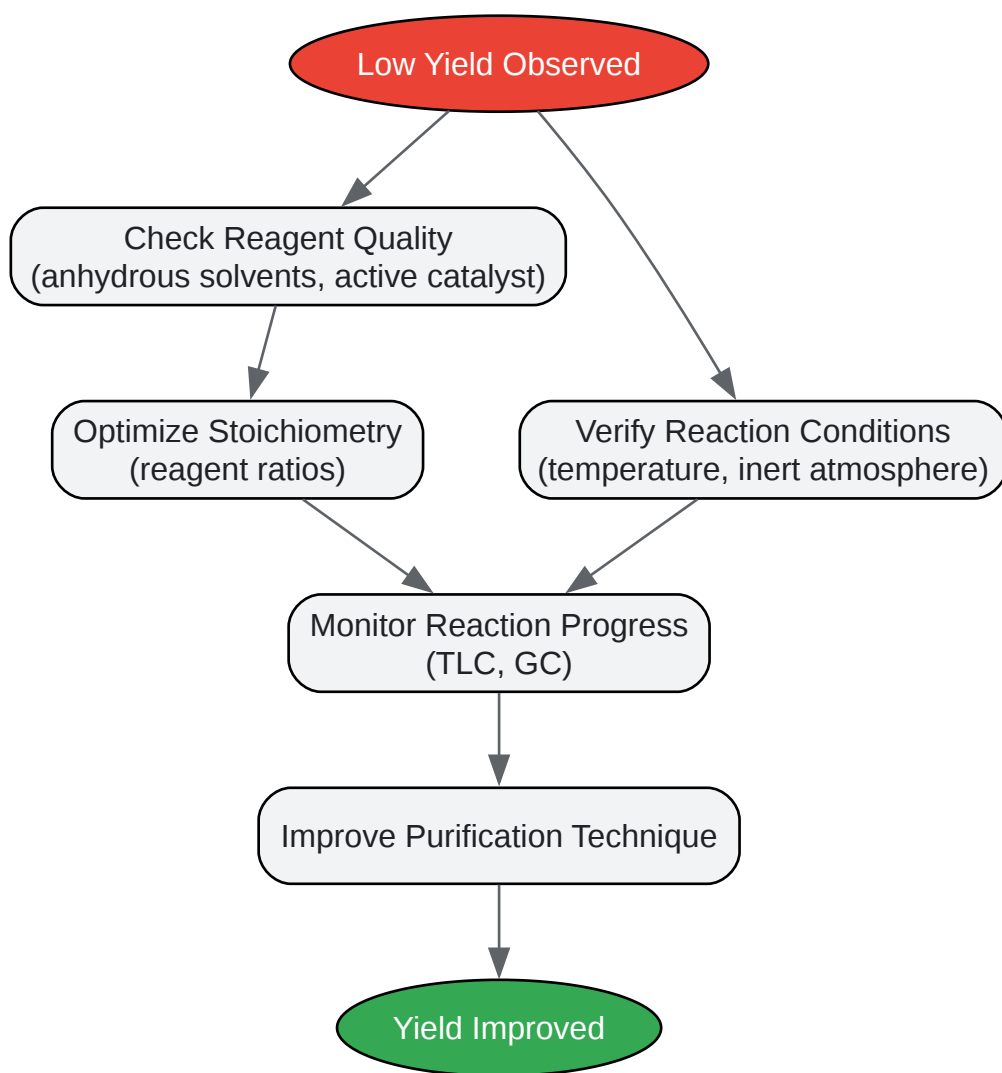 Low Yield Observed
Check Reagent Quality
(anhydrous solvents, active catalyst)
Optimize Stoichiometry
(reagent ratios)
Verify Reaction Conditions
(temperature, inert atmosphere)
Monitor Reaction Progress
(TLC, GC)
Improve Purification Technique
Yield Improved